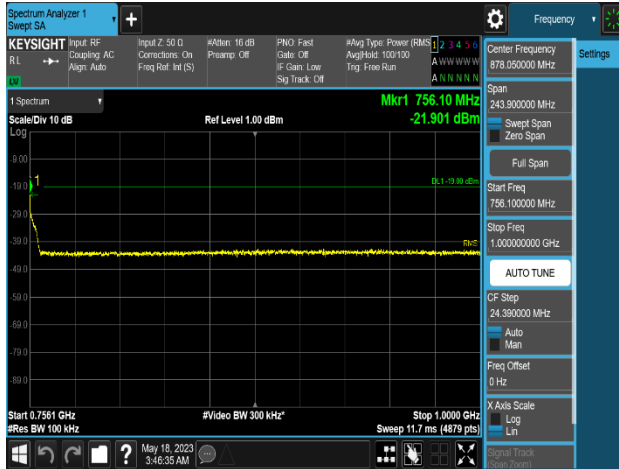 Spectrum Analyzer 1
Swept SA
+
Frequency
KEYSIGHT
RL
Input: RF
Coupling: AC
Align: Auto
Input Z: 50 Ω
Corrections: On
Freq Ref: Int (S)
#Atten: 16 dB
Preamp: Off
PNO: Fast
Gate: Off
IF Gain: Low
Sig Track: Off
#Avg Type: Power (RMS
Avg|Hold: 100/100
Trig: Free Run
1 2 3 4 5 6
A W W W W W
A N N N N N
1 Spectrum
Scale/Div 10 dB
Ref Level 1.00 dBm
Mkr1 756.10 MHz
-21.901 dBm
Log
-9.00
-19.0
-29.0
-39.0
-49.0
-59.0
-69.0
-79.0
-89.0
1
DL1 -19.00 dBm
RMS
Start 0.7561 GHz
#Res BW 100 kHz
#Video BW 300 kHz*
Stop 1.0000 GHz
Sweep 11.7 ms (4879 pts)
Center Frequency
878.050000 MHz
Span
243.900000 MHz
Swept Span
Zero Span
Full Span
Start Freq
756.100000 MHz
Stop Freq
1.000000000 GHz
AUTO TUNE
CF Step
24.390000 MHz
Auto
Man
Freq Offset
0 Hz
X Axis Scale
Log
Lin
Signal Track
(Span Zoom)
Settings
?
May 18, 2023
3:46:35 AM